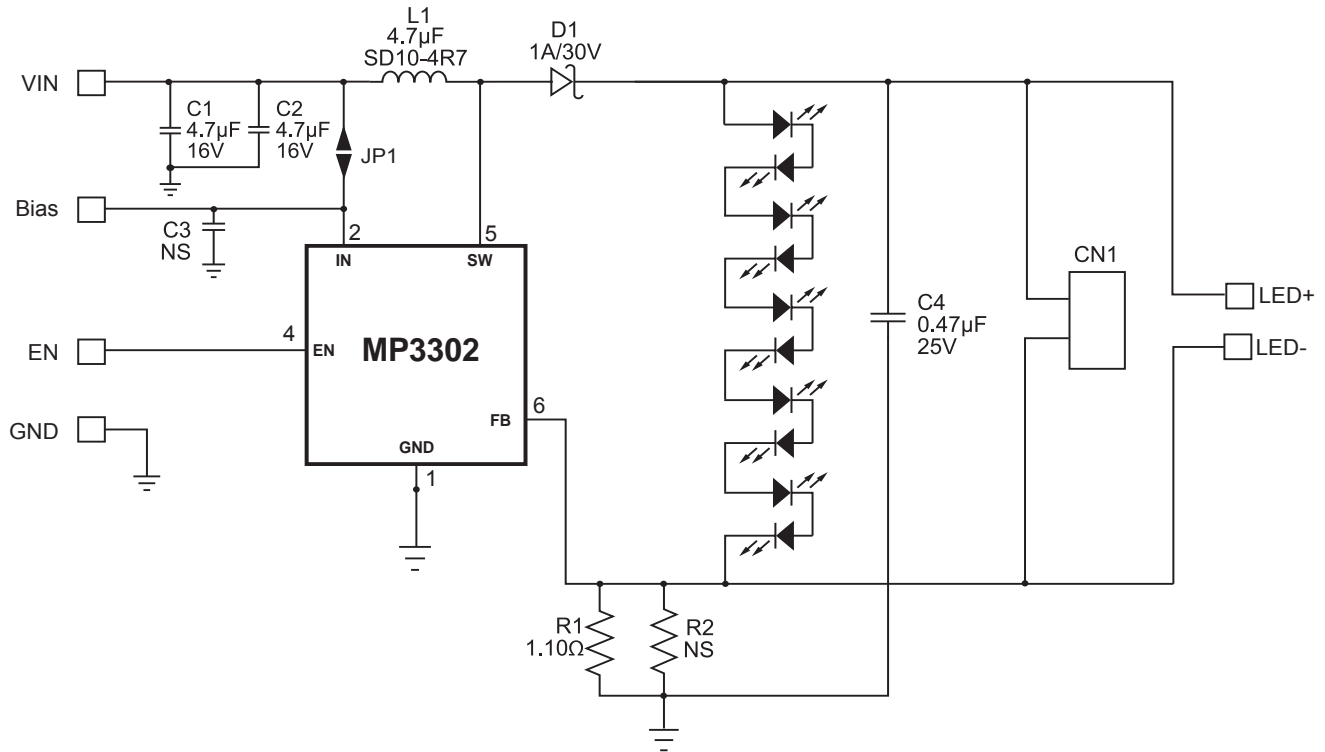 L1
4.7µF
SD10-4R7
D1
1A/30V
VIN
C1
4.7µF
16V
C2
4.7µF
16V
JP1
Bias
C3
NS
2
5
IN
SW
EN
4
EN
MP3302
FB
6
GND
GND
1
C4
0.47µF
25V
CN1
LED+
LED-
R1
1.10Ω
R2
NS